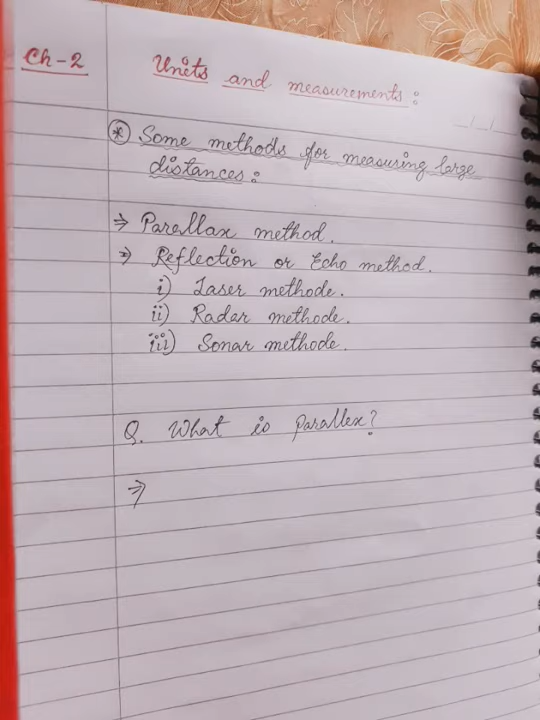 Ch-2 Units and measurements:
* Some methods for measuring large
distances:
⇒ Parallax method.
⇒ Reflection or Echo method.
i) Laser methode.
ii) Radar methode.
iii) Sonar methode.
Q. What is parallex?
⇒